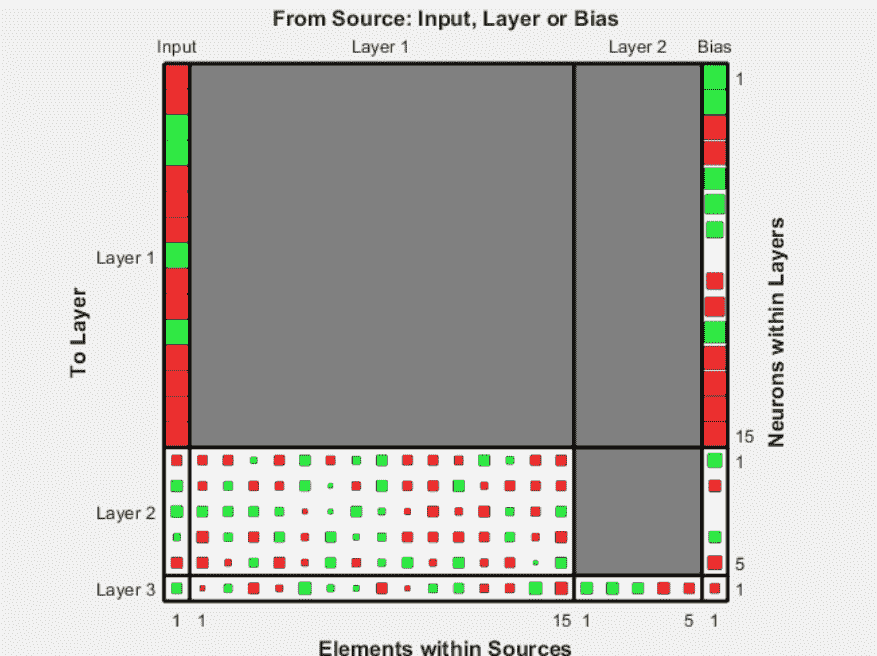 From Source: Input, Layer or Bias
Input Layer 1 Layer 2 Bias
1
Layer 1
To Layer
Neurons within Layers
15
1
Layer 2
5
Layer 3 1
1 1 15 1 5 1
Elements within Sources